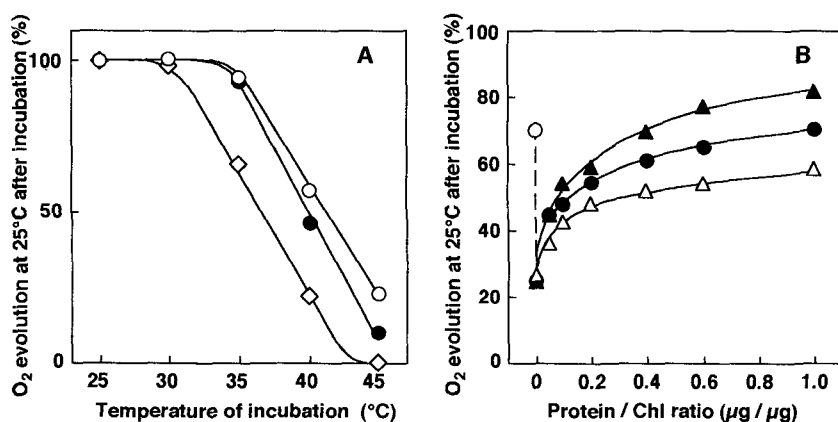 A
O₂ evolution at 25°C after incubation (%)
100
50
0
25 30 35 40 45
Temperature of incubation (°C)
B
O₂ evolution at 25°C after incubation (%)
100
80
60
40
20
0
0 0.2 0.4 0.6 0.8 1.0
Protein / Chl ratio (μg / μg)